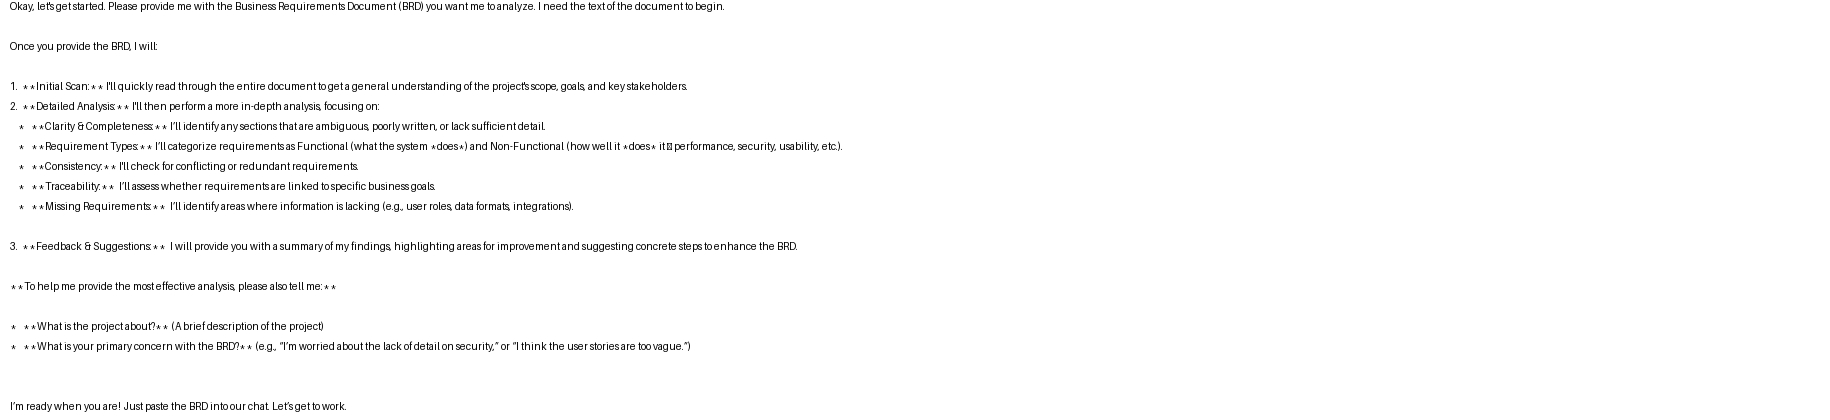 Okay, let's get started. Please provide me with the Business Requirements Document (BRD) you want me to analyze. I need the text of the document to begin.
Once you provide the BRD, I will:
1.  **Initial Scan:** I'll quickly read through the entire document to get a general understanding of the project's scope, goals, and key stakeholders.
2.  **Detailed Analysis:** I'll then perform a more in-depth analysis, focusing on:
*   **Clarity & Completeness:** I’ll identify any sections that are ambiguous, poorly written, or lack sufficient detail.
*   **Requirement Types:** I’ll categorize requirements as Functional (what the system *does*) and Non-Functional (how well it *does* it performance, security, usability, etc.).
*   **Consistency:** I'll check for conflicting or redundant requirements.
*   **Traceability:**  I’ll assess whether requirements are linked to specific business goals.
*   **Missing Requirements:**  I’ll identify areas where information is lacking (e.g., user roles, data formats, integrations).
3.  **Feedback & Suggestions:**  I will provide you with a summary of my findings, highlighting areas for improvement and suggesting concrete steps to enhance the BRD.
**To help me provide the most effective analysis, please also tell me:**
*   **What is the project about?** (A brief description of the project)
*   **What is your primary concern with the BRD?** (e.g., “I’m worried about the lack of detail on security,” or “I think the user stories are too vague.”)
I’m ready when you are! Just paste the BRD into our chat. Let’s get to work.